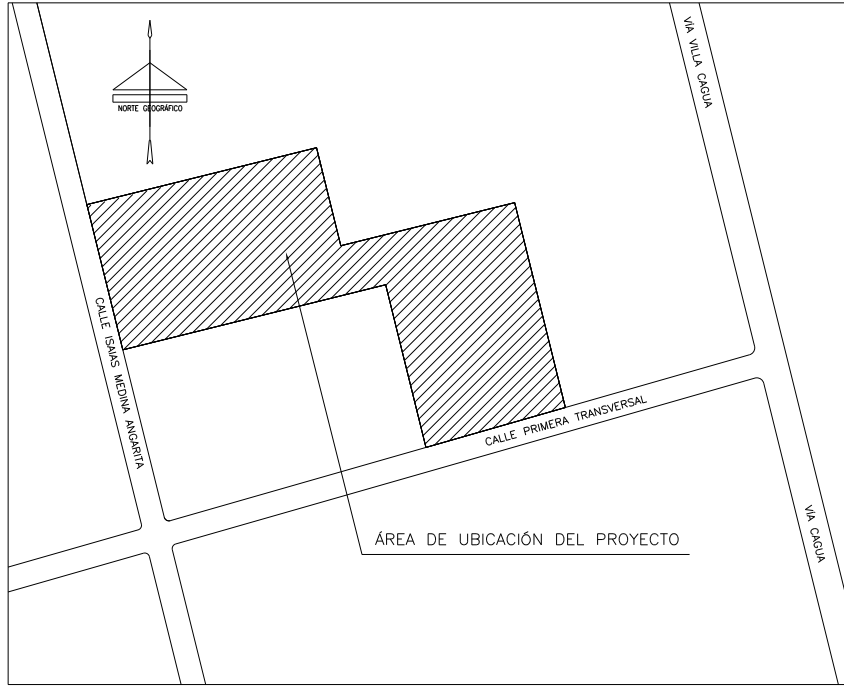 VÍA VILLA CAGUA
NORTE GEOGRÁFICO
CALLE ISAIAS MEDINA ANGARITA
CALLE PRIMERA TRANSVERSAL
VÍA CAGUA
ÁREA DE UBICACIÓN DEL PROYECTO